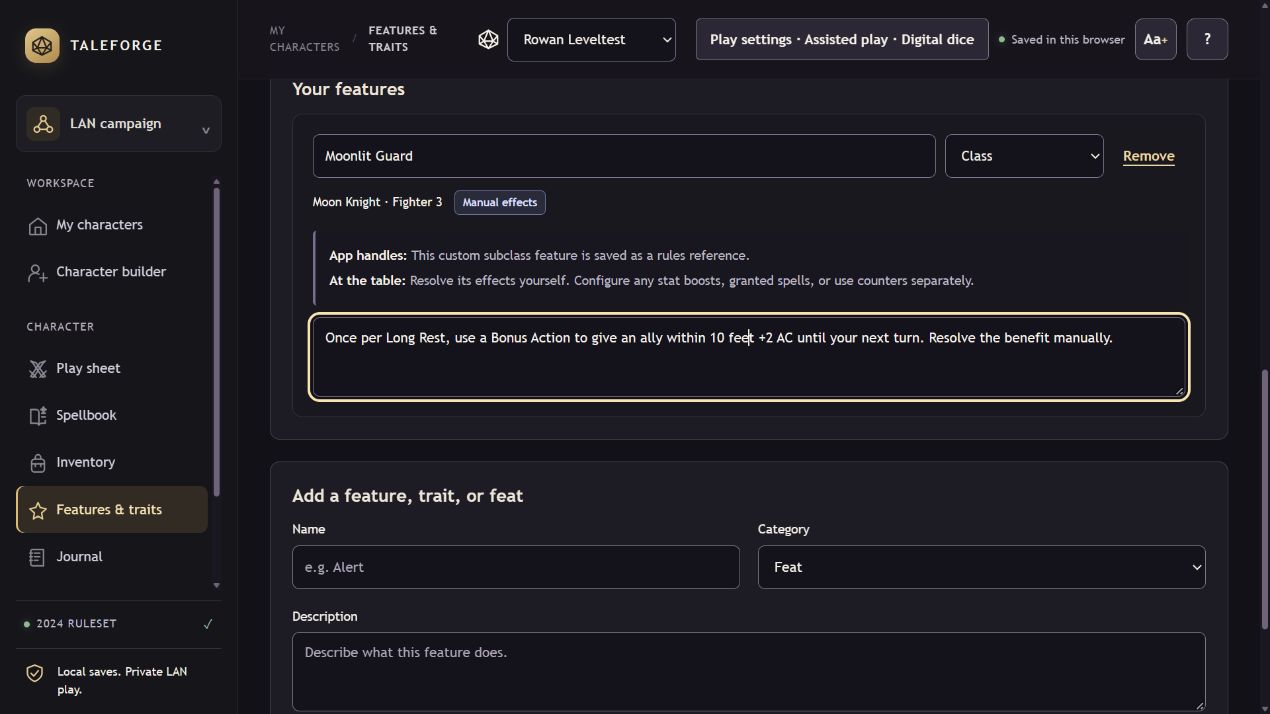 TALEFORGE
LAN campaign
WORKSPACE
My characters
Character builder
CHARACTER
Play sheet
Spellbook
Inventory
Features & traits
Journal
2024 RULESET
Local saves. Private LAN
play.
MY
CHARACTERS
/
FEATURES &
TRAITS
Rowan Leveltest
Play settings · Assisted play · Digital dice
Saved in this browser
Aa+
?
Your features
Moonlit Guard
Class
Remove
Moon Knight · Fighter 3
Manual effects
App handles: This custom subclass feature is saved as a rules reference.
At the table: Resolve its effects yourself. Configure any stat boosts, granted spells, or use counters separately.
Once per Long Rest, use a Bonus Action to give an ally within 10 feet +2 AC until your next turn. Resolve the benefit manually.
Add a feature, trait, or feat
Name
Category
e.g. Alert
Feat
Description
Describe what this feature does.